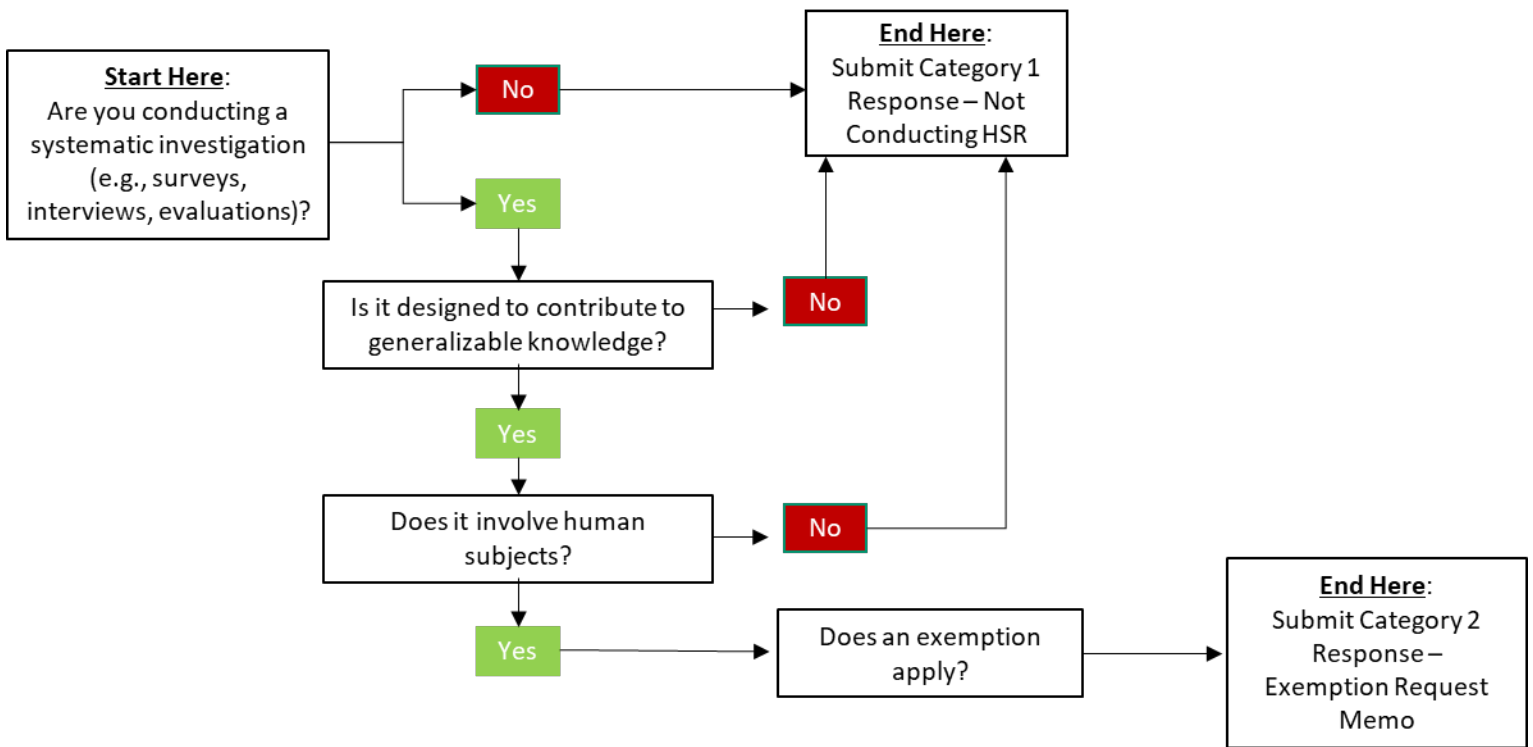 Start Here:
Are you conducting a
systematic investigation
(e.g., surveys,
interviews, evaluations)?
No
End Here:
Submit Category 1
Response – Not
Conducting HSR
Yes
Is it designed to contribute to
generalizable knowledge?
No
Yes
Does it involve human
subjects?
No
Yes
Does an exemption
apply?
End Here:
Submit Category 2
Response –
Exemption Request
Memo